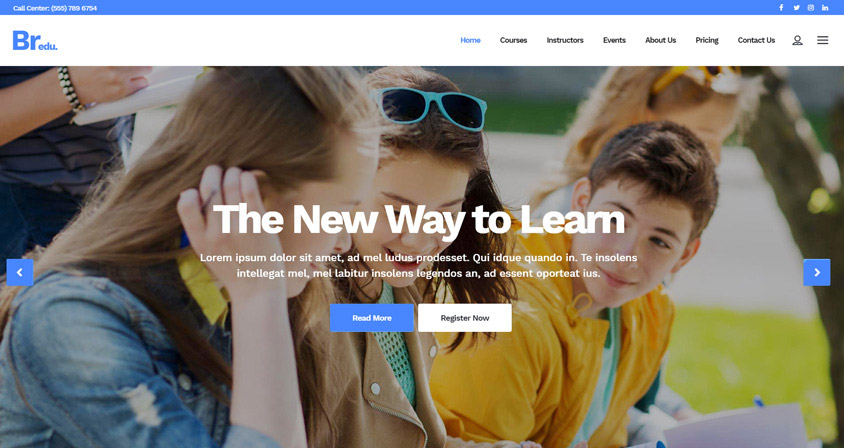 Call Center: (555) 789 6754
Br edu.
Home Courses Instructors Events About Us Pricing Contact Us
The New Way to Learn
Lorem ipsum dolor sit amet, ad mel ludus prodesset. Qui idque quando in. Te insolens
intellegat mel, mel labitur insolens legendos an, ad essent oporteat ius.
Read More Register Now